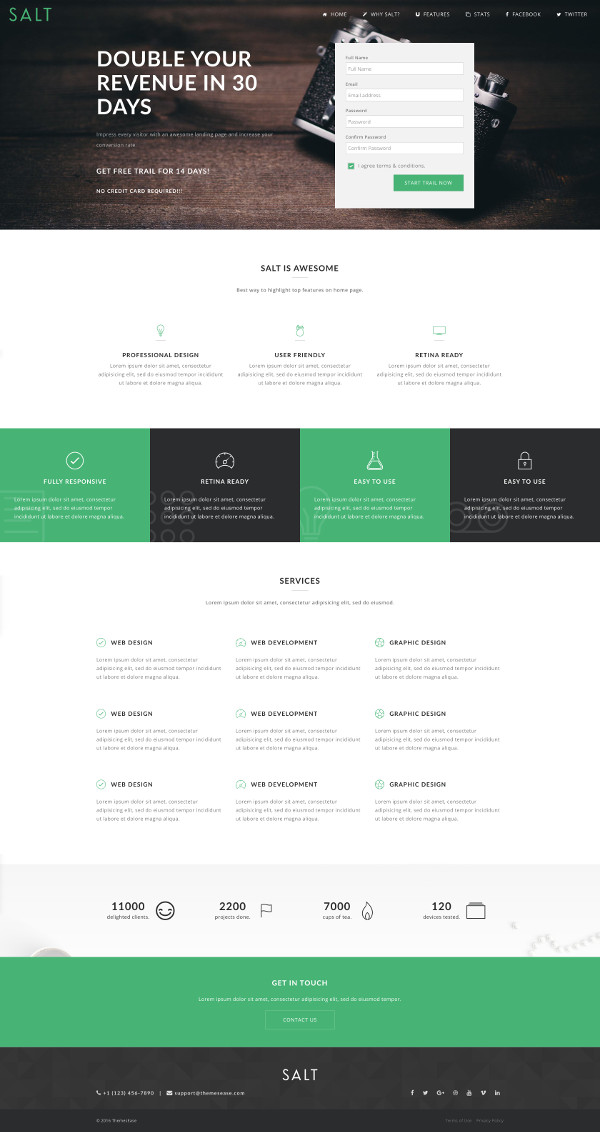 SALT
HOME WHY SALT? FEATURES STATS FACEBOOK TWITTER
DOUBLE YOUR
REVENUE IN 30
DAYS
Impress every visitor with an awesome landing page and increase your
conversion rate
GET FREE TRAIL FOR 14 DAYS!
NO CREDIT CARD REQUIRED!!!
Full Name
Full Name
Email
Email address
Password
Password
Confirm Password
Confirm Password
I agree terms & conditions.
START TRAIL NOW
SALT IS AWESOME
Best way to highlight top features on home page.
PROFESSIONAL DESIGN
Lorem ipsum dolor sit amet, consectetur
adipisicing elit, sed do eiusmod tempor incididunt
ut labore et dolore magna aliqua.
USER FRIENDLY
Lorem ipsum dolor sit amet, consectetur
adipisicing elit, sed do eiusmod tempor incididunt
ut labore et dolore magna aliqua.
RETINA READY
Lorem ipsum dolor sit amet, consectetur
adipisicing elit, sed do eiusmod tempor incididunt
ut labore et dolore magna aliqua.
FULLY RESPONSIVE
Lorem ipsum dolor sit amet, consectetur
adipisicing elit, sed do eiusmod tempor
incididunt ut labore et dolore magna aliqua.
RETINA READY
Lorem ipsum dolor sit amet, consectetur
adipisicing elit, sed do eiusmod tempor
incididunt ut labore et dolore magna aliqua.
EASY TO USE
Lorem ipsum dolor sit amet, consectetur
adipisicing elit, sed do eiusmod tempor
incididunt ut labore et dolore magna aliqua.
EASY TO USE
Lorem ipsum dolor sit amet, consectetur
adipisicing elit, sed do eiusmod tempor
incididunt ut labore et dolore magna aliqua.
SERVICES
Lorem ipsum dolor sit amet, consectetur adipisicing elit, sed do eiusmod.
WEB DESIGN
Lorem ipsum dolor sit amet, consectetur
adipisicing elit, sed do eiusmod tempor incididunt
ut labore et dolore magna aliqua.
WEB DEVELOPMENT
Lorem ipsum dolor sit amet, consectetur
adipisicing elit, sed do eiusmod tempor incididunt
ut labore et dolore magna aliqua.
GRAPHIC DESIGN
Lorem ipsum dolor sit amet, consectetur
adipisicing elit, sed do eiusmod tempor incididunt
ut labore et dolore magna aliqua.
WEB DESIGN
Lorem ipsum dolor sit amet, consectetur
adipisicing elit, sed do eiusmod tempor incididunt
ut labore et dolore magna aliqua.
WEB DEVELOPMENT
Lorem ipsum dolor sit amet, consectetur
adipisicing elit, sed do eiusmod tempor incididunt
ut labore et dolore magna aliqua.
GRAPHIC DESIGN
Lorem ipsum dolor sit amet, consectetur
adipisicing elit, sed do eiusmod tempor incididunt
ut labore et dolore magna aliqua.
WEB DESIGN
Lorem ipsum dolor sit amet, consectetur
adipisicing elit, sed do eiusmod tempor incididunt
ut labore et dolore magna aliqua.
WEB DEVELOPMENT
Lorem ipsum dolor sit amet, consectetur
adipisicing elit, sed do eiusmod tempor incididunt
ut labore et dolore magna aliqua.
GRAPHIC DESIGN
Lorem ipsum dolor sit amet, consectetur
adipisicing elit, sed do eiusmod tempor incididunt
ut labore et dolore magna aliqua.
11000
delighted clients.
2200
projects done.
7000
cups of tea.
120
devices tested.
GET IN TOUCH
Lorem ipsum dolor sit amet, consectetur adipisicing elit, sed do eiusmod tempor.
CONTACT US
SALT
+1 (123) 456-7890 | support@themesease.com
Terms of Use Privacy Policy